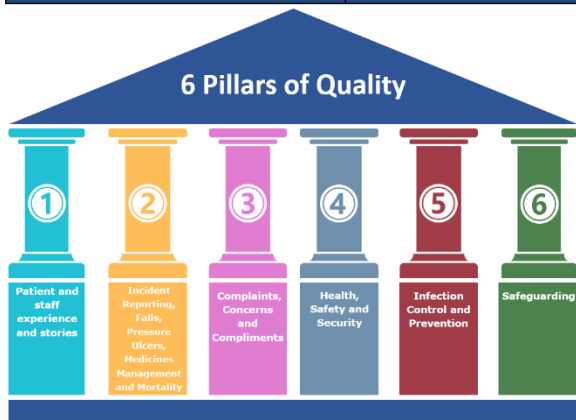 6 Pillars of Quality
1
2
3
4
5
6
Patient and
staff
experience
and stories
Incident
Reporting,
Falls,
Pressure
Ulcers,
Medicines
Management
and Mortality
Complaints,
Concerns
and
Compliments
Health,
Safety and
Security
Infection
Control and
Prevention
Safeguarding